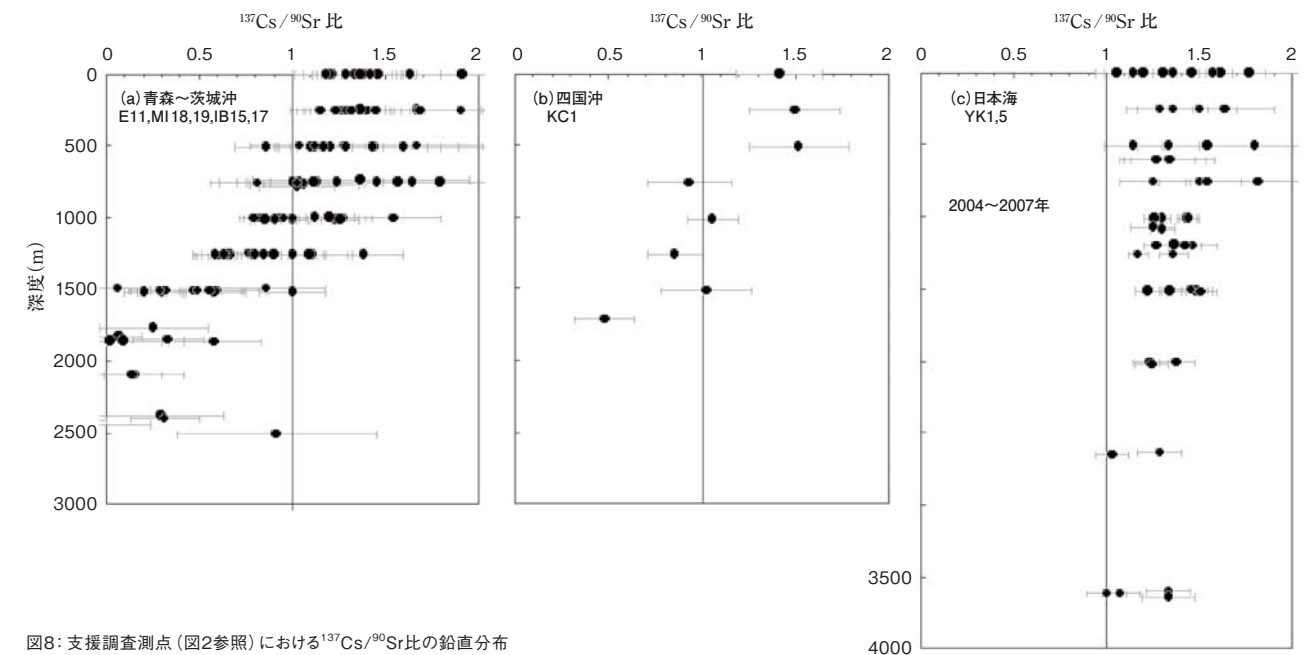 ¹³⁷Cs/⁹⁰Sr 比
0 0.5 1 1.5 2
(a)青森～茨城沖
E11,MI18,19,IB15,17
深度(m)
0
500
1000
1500
2000
2500
3000
¹³⁷Cs/⁹⁰Sr 比
0 0.5 1 1.5 2
(b)四国沖
KC1
¹³⁷Cs/⁹⁰Sr 比
0 0.5 1 1.5 2
(c)日本海
YK1,5
2004～2007年
3500
4000
図8：支援調査測点（図2参照）における¹³⁷Cs/⁹⁰Sr比の鉛直分布